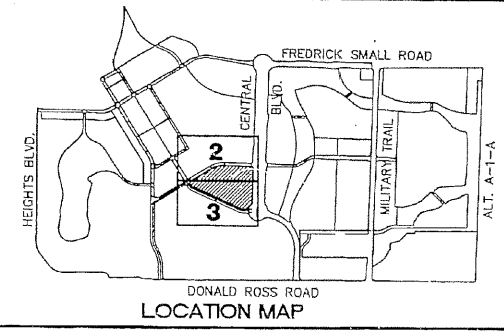 FREDRICK SMALL ROAD
CENTRAL
BLVD.
HEIGHTS BLVD.
MILITARY TRAIL
ALT. A-1-A
2
3
DONALD ROSS ROAD
LOCATION MAP